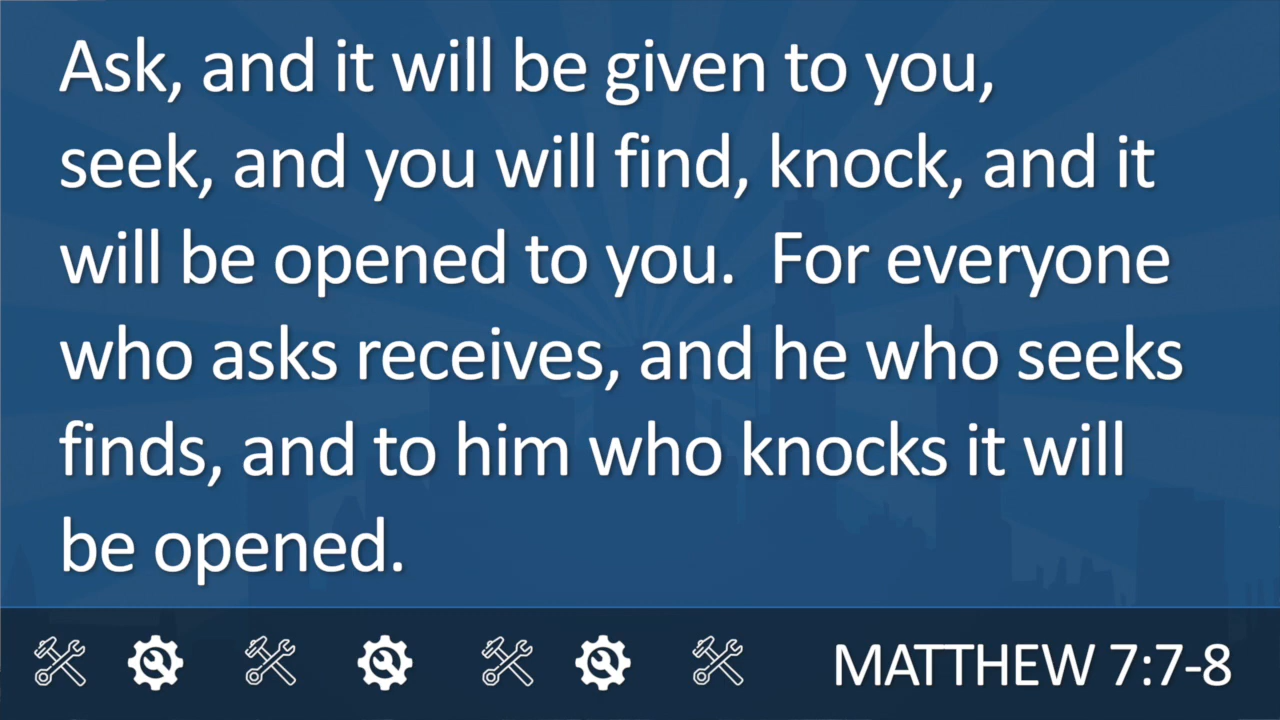 Ask, and it will be given to you,
seek, and you will find, knock, and it
will be opened to you.  For everyone
who asks receives, and he who seeks
finds, and to him who knocks it will
be opened.
MATTHEW 7:7-8